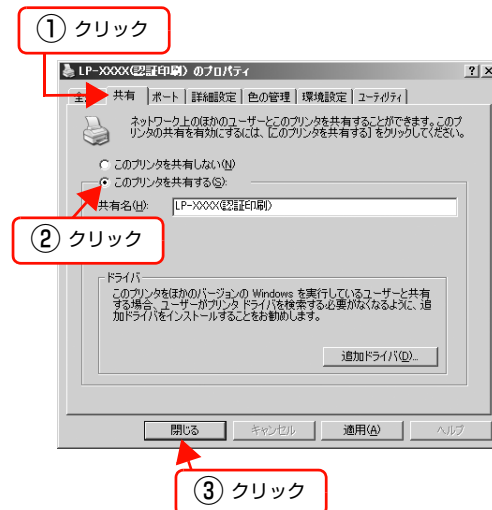 ① クリック
LP-XXXX(認証印刷) のプロパティ
全般 共有 ポート 詳細設定 色の管理 環境設定 ユーティリティ
ネットワーク上のほかのユーザーとこのプリンタを共有することができます。このプ
リンタの共有を有効にするには、[このプリンタを共有する] をクリックしてください。
このプリンタを共有しない(N)
このプリンタを共有する(S):
共有名(H): LP-XXXX(認証印刷)
② クリック
ドライバ
このプリンタをほかのバージョンの Windows を実行しているユーザーと共有
する場合、ユーザーがプリンタ ドライバを検索する必要がなくなるように、追
加ドライバをインストールすることをお勧めします。
追加ドライバ(D)...
閉じる キャンセル 適用(A) ヘルプ
③ クリック